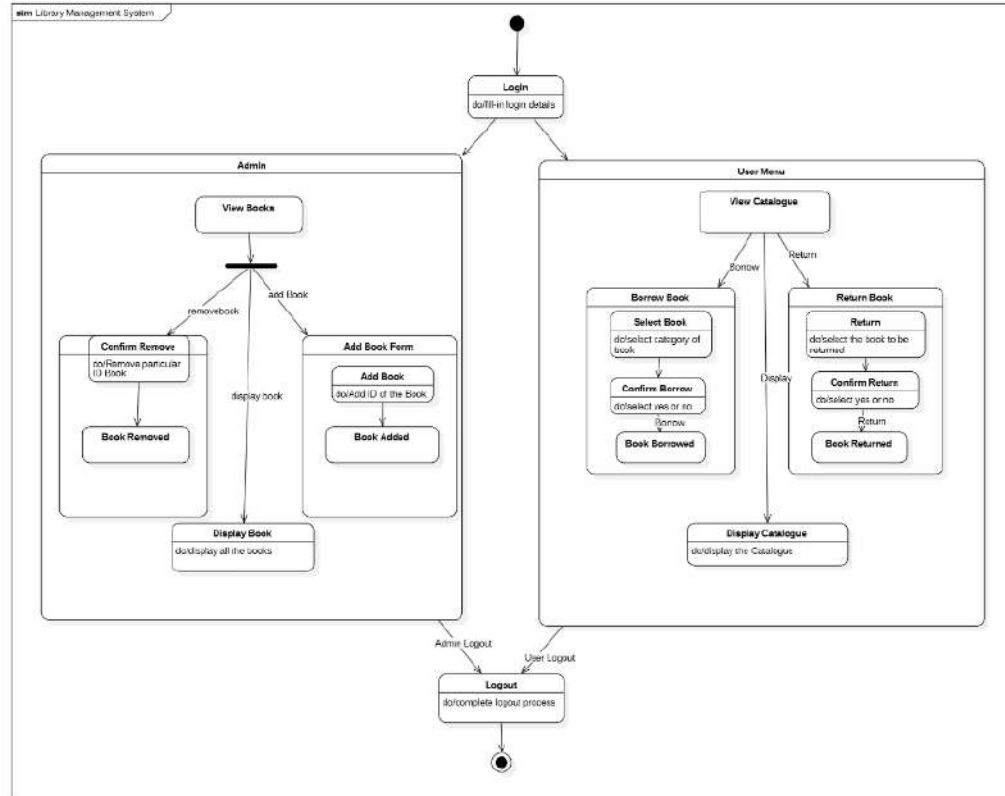 stm Library Management System
Login
do/fill-in login details
Admin
User Menu
View Books
View Catalogue
removebook
add Book
display book
Borrow
Return
Display
Confirm Remove
do/Remove particular
ID Book
Book Removed
Add Book Form
Add Book
do/Add ID of the Book
Book Added
Borrow Book
Select Book
do/select category of
book
Confirm Borrow
do/select yes or no
Borrow
Book Borrowed
Return Book
Return
do/select the book to be
returned
Confirm Return
do/select yes or no
Return
Book Returned
Display Book
do/display all the books
Display Catalogue
do/display the Catalogue
Admin Logout
User Logout
Logout
do/complete logout process